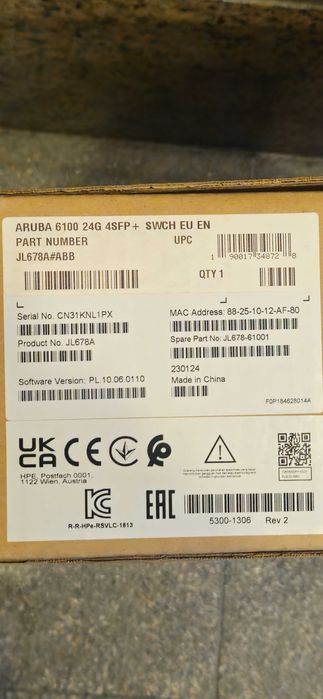 ARUBA 6100 24G 4SFP+ SWCH EU EN
PART NUMBER UPC
JL678A#ABB 1 90017 34872 8
QTY 1
Serial No. CN31KNL1PX
MAC Address: 88-25-10-12-AF-80
Product No. JL678A
Spare Part No: JL678-61001
230124
Software Version: PL.10.06.0110
Made in China
F0P184628014A
UK
CA CE
HPE, Postfach 0001,
1122 Wien, Austria
R-R-HPe-RSVLC-1813
EAC
5300-1306 Rev 2